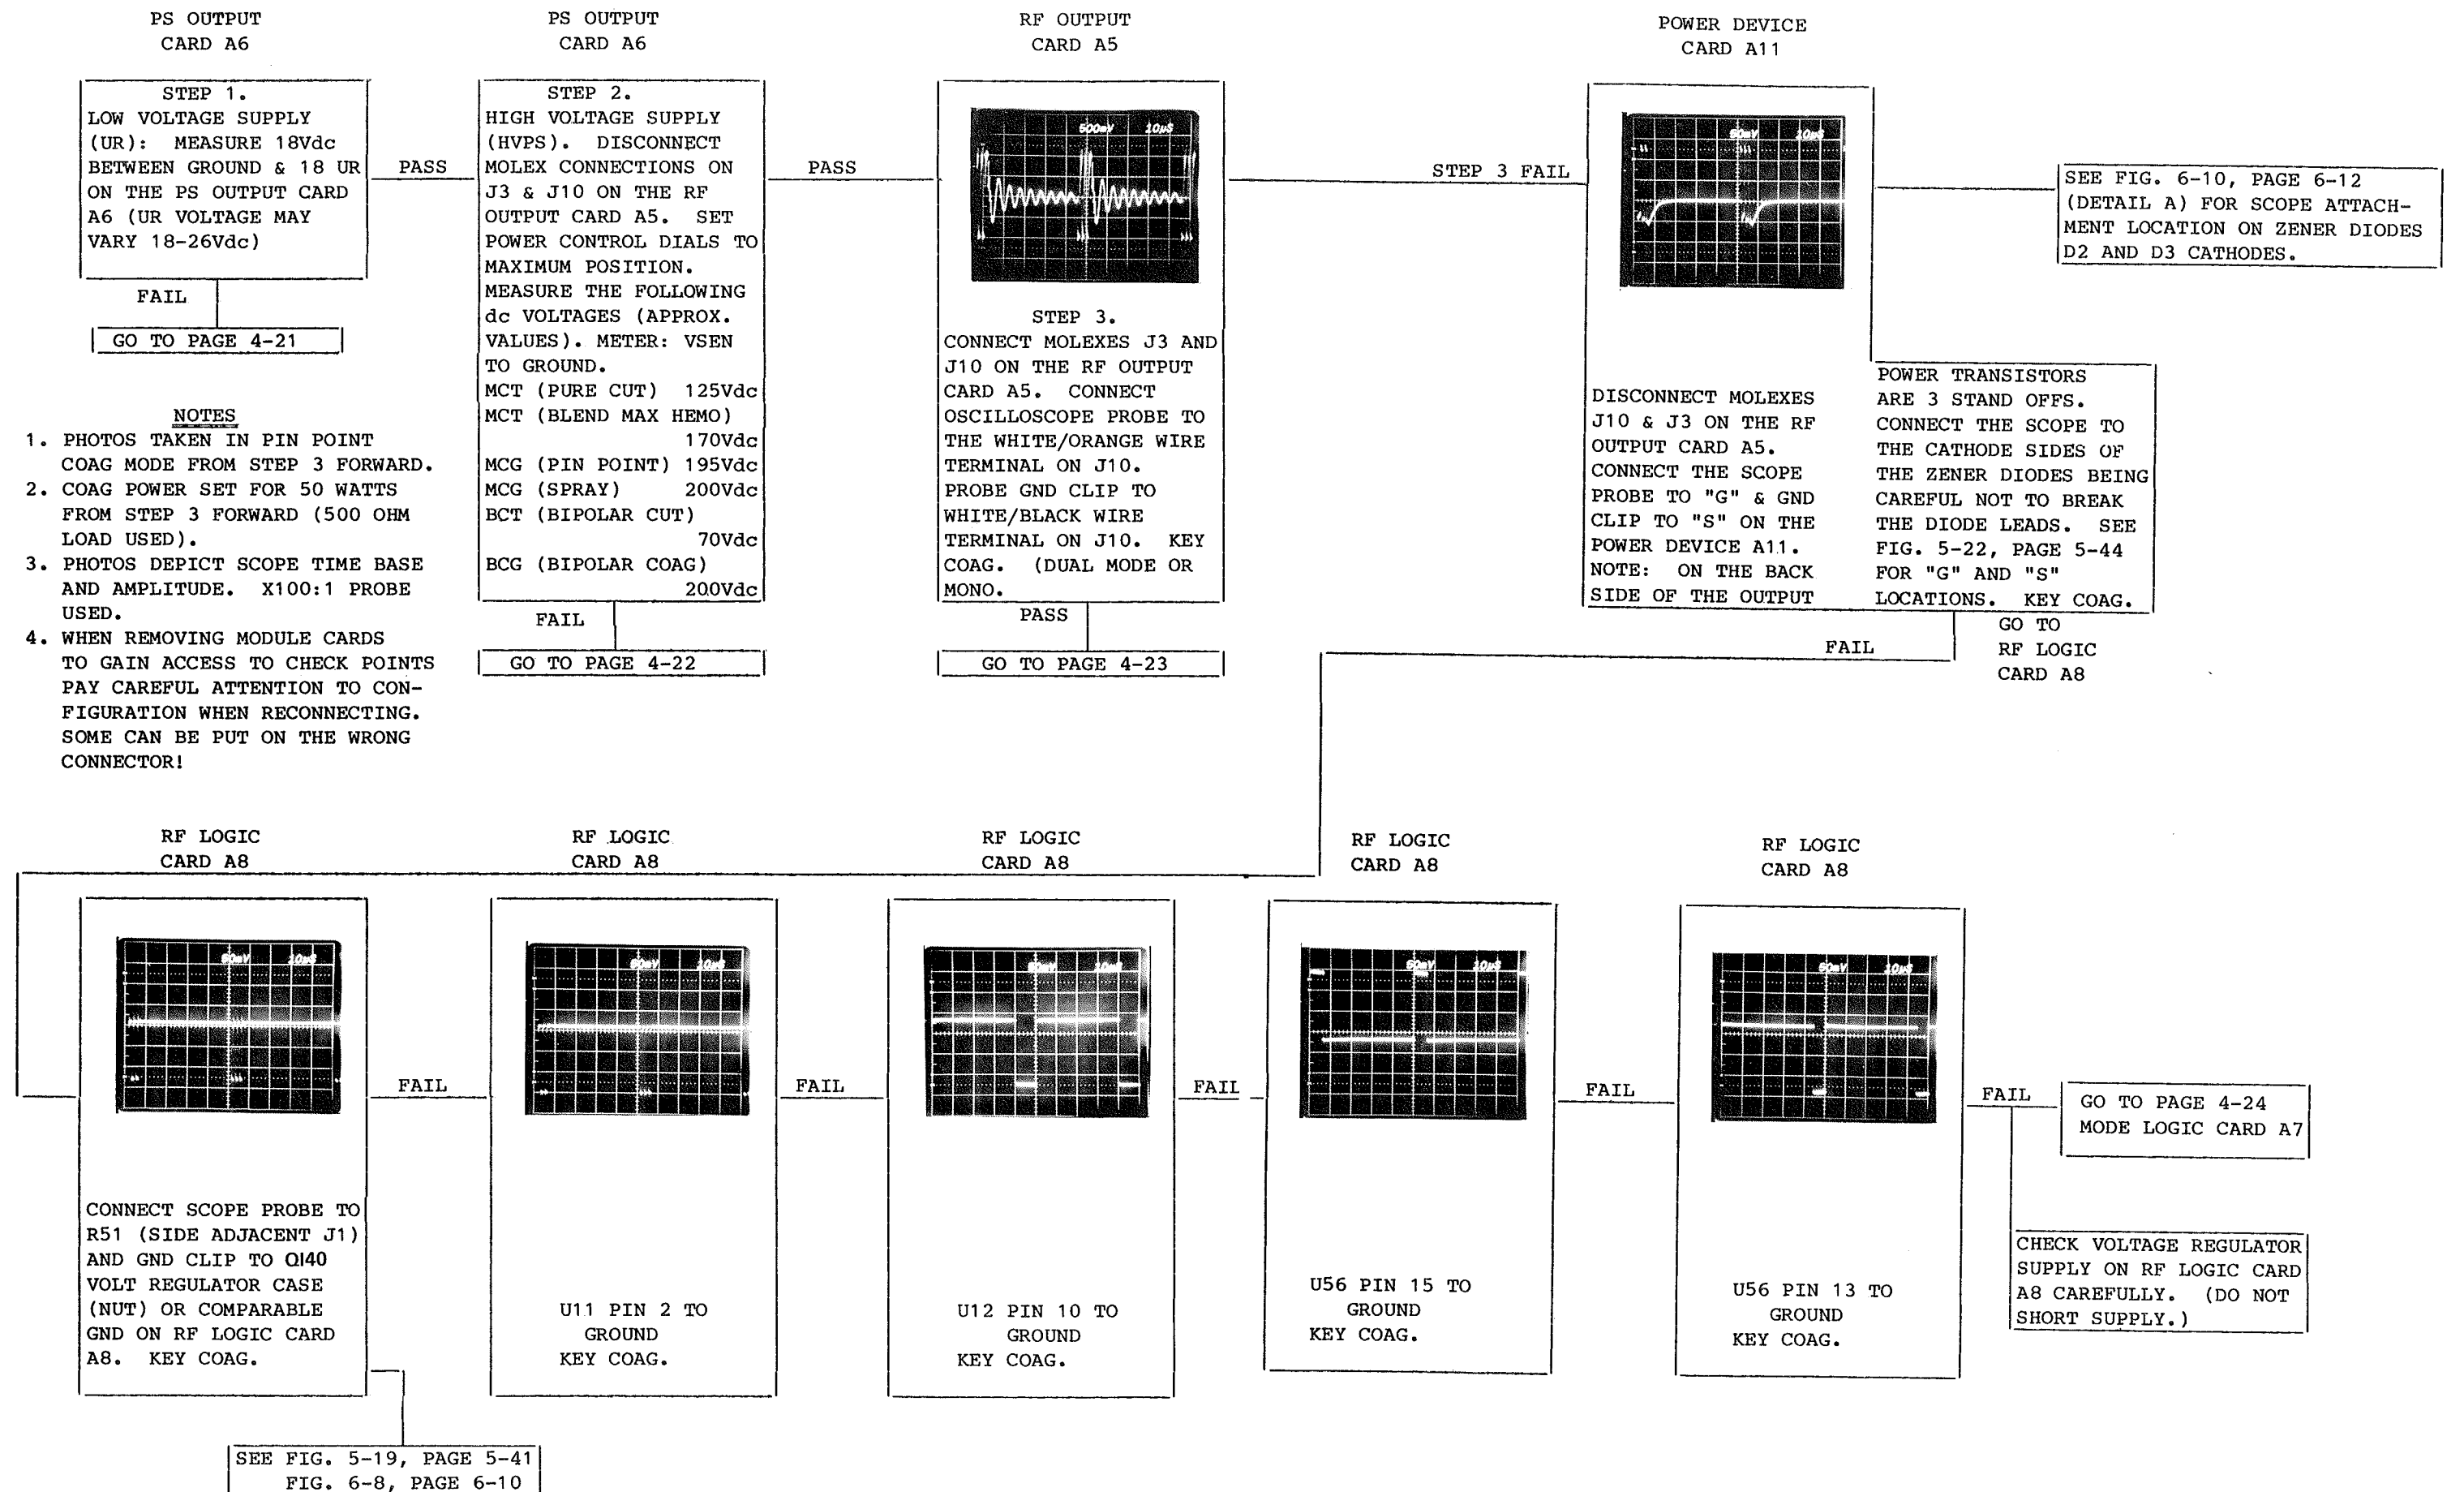 PS OUTPUT
CARD A6
STEP 1.
LOW VOLTAGE SUPPLY
(UR): MEASURE 18Vdc
BETWEEN GROUND & 18 UR
ON THE PS OUTPUT CARD
A6 (UR VOLTAGE MAY
VARY 18-26Vdc)
PASS
FAIL
GO TO PAGE 4-21
NOTES
1. PHOTOS TAKEN IN PIN POINT
COAG MODE FROM STEP 3 FORWARD.
2. COAG POWER SET FOR 50 WATTS
FROM STEP 3 FORWARD (500 OHM
LOAD USED).
3. PHOTOS DEPICT SCOPE TIME BASE
AND AMPLITUDE. X100:1 PROBE
USED.
4. WHEN REMOVING MODULE CARDS
TO GAIN ACCESS TO CHECK POINTS
PAY CAREFUL ATTENTION TO CON-
FIGURATION WHEN RECONNECTING.
SOME CAN BE PUT ON THE WRONG
CONNECTOR!
PS OUTPUT
CARD A6
STEP 2.
HIGH VOLTAGE SUPPLY
(HVPS). DISCONNECT
MOLEX CONNECTIONS ON
J3 & J10 ON THE RF
OUTPUT CARD A5. SET
POWER CONTROL DIALS TO
MAXIMUM POSITION.
MEASURE THE FOLLOWING
dc VOLTAGES (APPROX.
VALUES). METER: VSEN
TO GROUND.
MCT (PURE CUT) 125Vdc
MCT (BLEND MAX HEMO)
170Vdc
MCG (PIN POINT) 195Vdc
MCG (SPRAY) 200Vdc
BCT (BIPOLAR CUT)
70Vdc
BCG (BIPOLAR COAG)
200Vdc
PASS
FAIL
GO TO PAGE 4-22
RF OUTPUT
CARD A5
500mV 10µS
STEP 3.
CONNECT MOLEXES J3 AND
J10 ON THE RF OUTPUT
CARD A5. CONNECT
OSCILLOSCOPE PROBE TO
THE WHITE/ORANGE WIRE
TERMINAL ON J10.
PROBE GND CLIP TO
WHITE/BLACK WIRE
TERMINAL ON J10. KEY
COAG. (DUAL MODE OR
MONO.
PASS
GO TO PAGE 4-23
STEP 3 FAIL
POWER DEVICE
CARD A11
50mV 10µS
DISCONNECT MOLEXES
J10 & J3 ON THE RF
OUTPUT CARD A5.
CONNECT THE SCOPE
PROBE TO "G" & GND
CLIP TO "S" ON THE
POWER DEVICE A11.
NOTE: ON THE BACK
SIDE OF THE OUTPUT
POWER TRANSISTORS
ARE 3 STAND OFFS.
CONNECT THE SCOPE TO
THE CATHODE SIDES OF
THE ZENER DIODES BEING
CAREFUL NOT TO BREAK
THE DIODE LEADS. SEE
FIG. 5-22, PAGE 5-44
FOR "G" AND "S"
LOCATIONS. KEY COAG.
SEE FIG. 6-10, PAGE 6-12
(DETAIL A) FOR SCOPE ATTACH-
MENT LOCATION ON ZENER DIODES
D2 AND D3 CATHODES.
FAIL
GO TO
RF LOGIC
CARD A8
RF LOGIC
CARD A8
50mV 10µS
CONNECT SCOPE PROBE TO
R51 (SIDE ADJACENT J1)
AND GND CLIP TO QI40
VOLT REGULATOR CASE
(NUT) OR COMPARABLE
GND ON RF LOGIC CARD
A8. KEY COAG.
SEE FIG. 5-19, PAGE 5-41
FIG. 6-8, PAGE 6-10
FAIL
RF LOGIC
CARD A8
50mV 10µS
U11 PIN 2 TO
GROUND
KEY COAG.
FAIL
RF LOGIC
CARD A8
50mV 10µS
U12 PIN 10 TO
GROUND
KEY COAG.
FAIL
RF LOGIC
CARD A8
50mV 10µS
U56 PIN 15 TO
GROUND
KEY COAG.
FAIL
RF LOGIC
CARD A8
50mV 10µS
U56 PIN 13 TO
GROUND
KEY COAG.
FAIL
GO TO PAGE 4-24
MODE LOGIC CARD A7
CHECK VOLTAGE REGULATOR
SUPPLY ON RF LOGIC CARD
A8 CAREFULLY. (DO NOT
SHORT SUPPLY.)